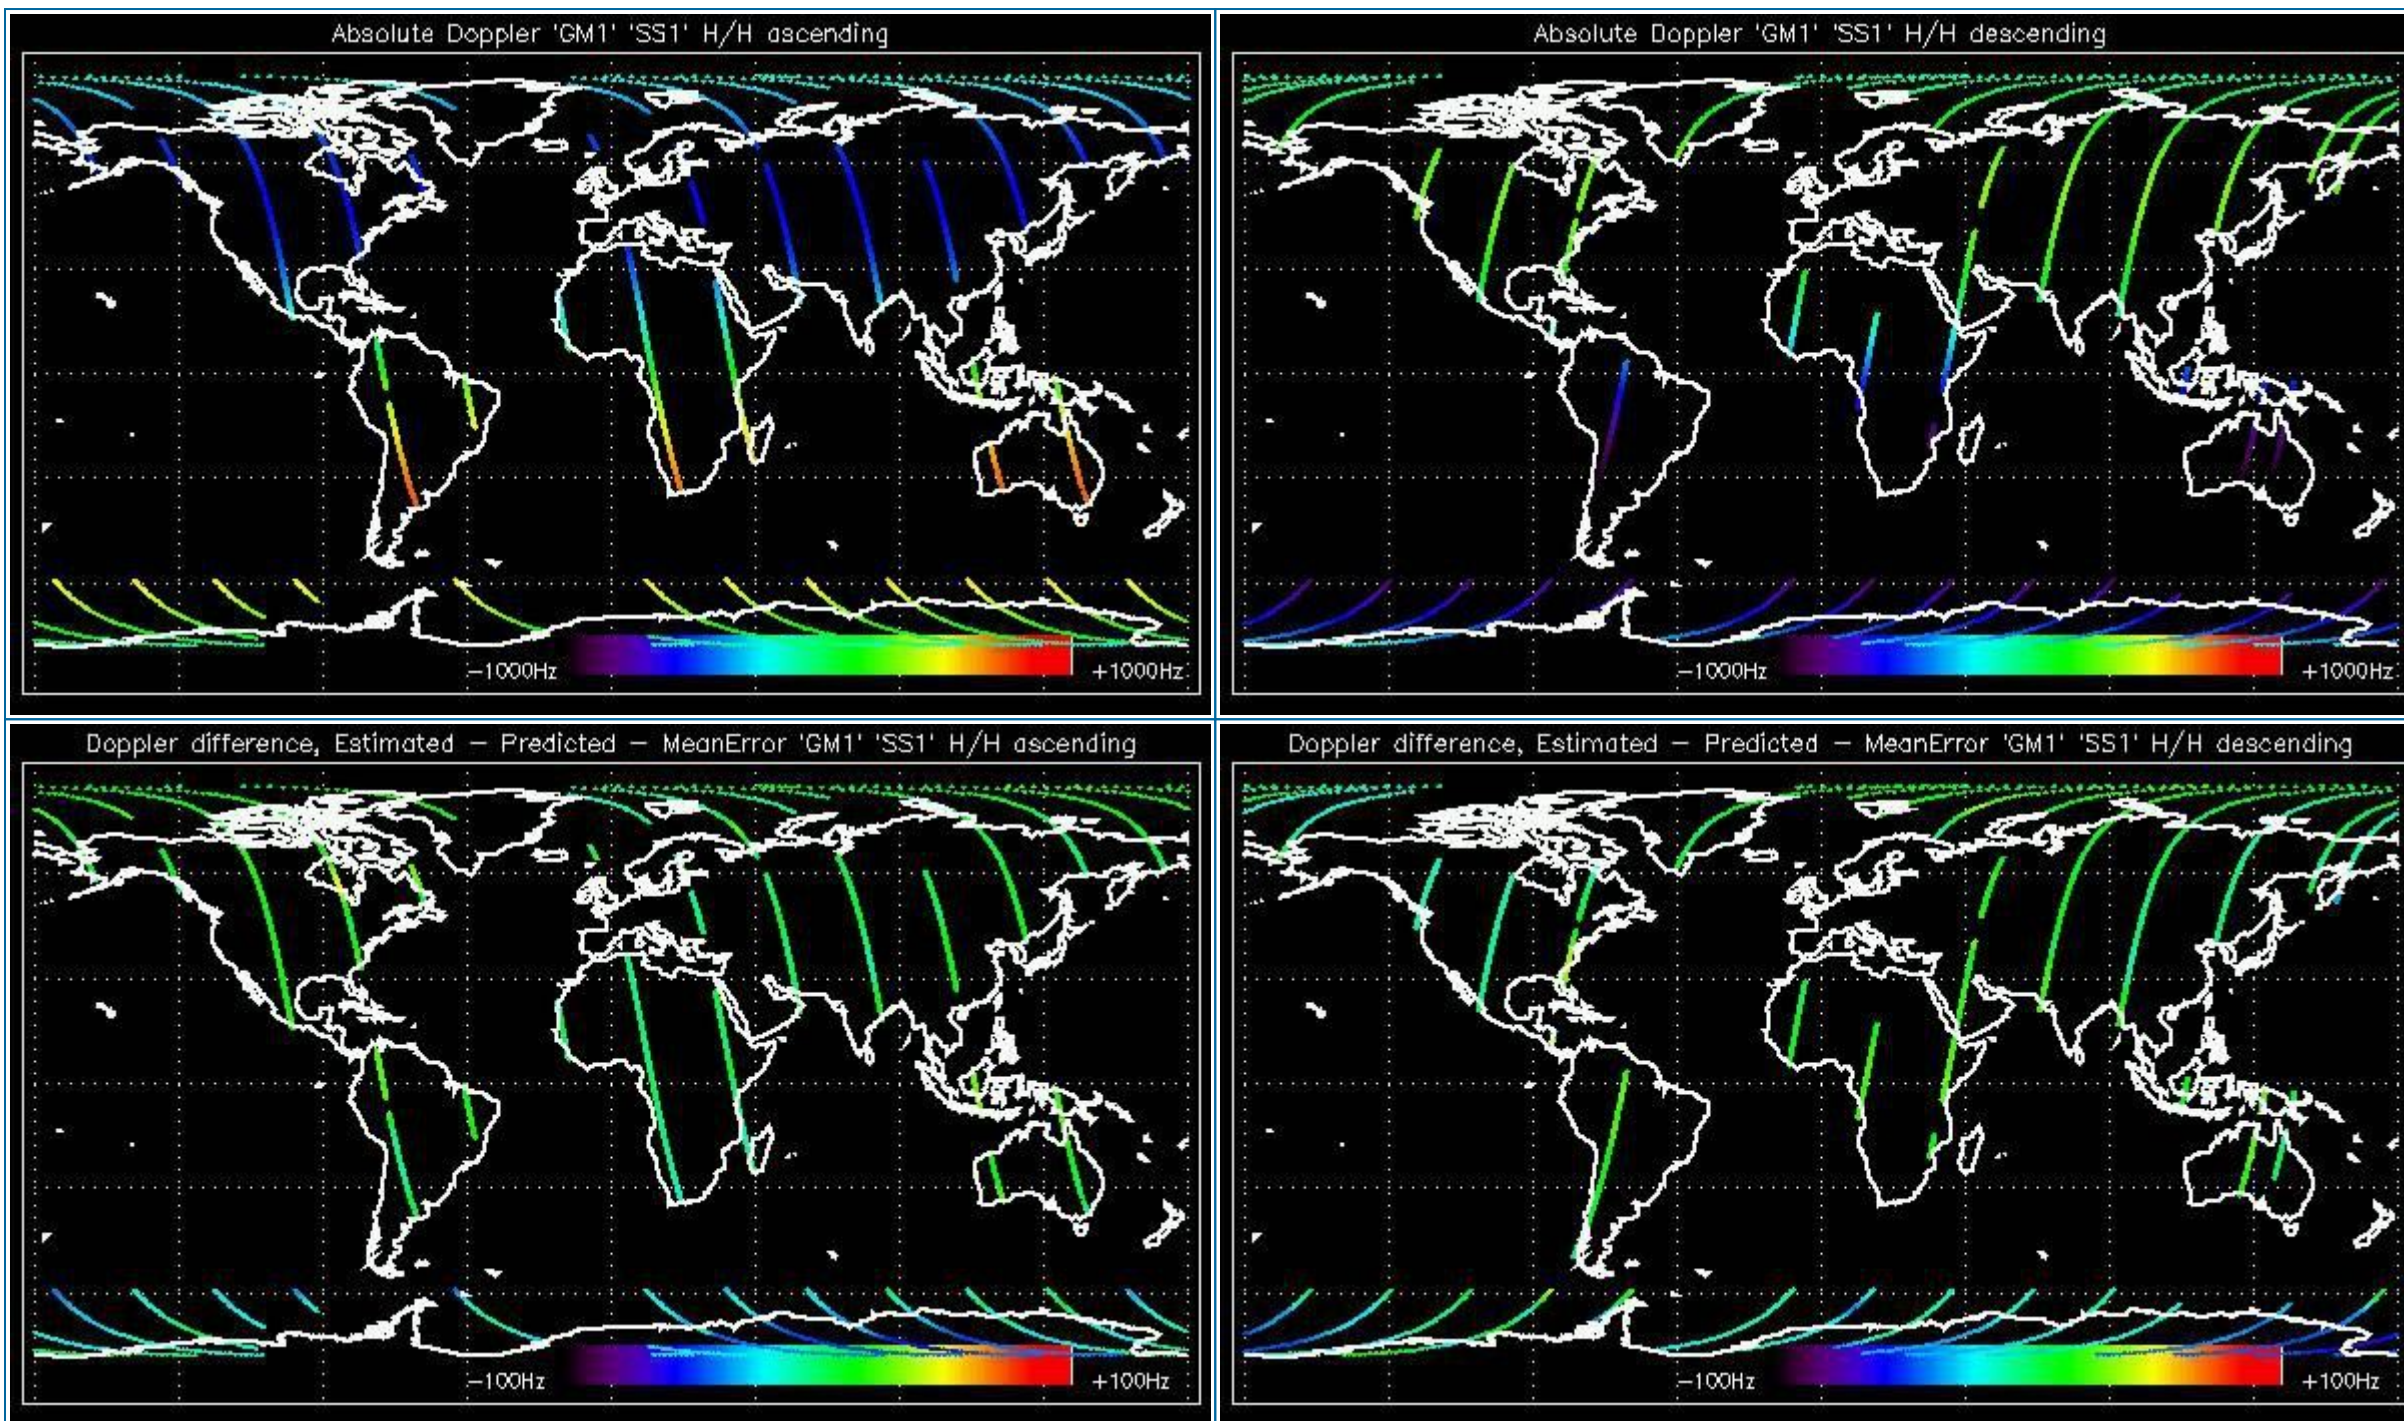 Absolute Doppler 'GM1' 'SS1' H/H ascending
-1000Hz
+1000Hz
Absolute Doppler 'GM1' 'SS1' H/H descending
-1000Hz
+1000Hz
Doppler difference, Estimated – Predicted – MeanError 'GM1' 'SS1' H/H ascending
-100Hz
+100Hz
Doppler difference, Estimated – Predicted – MeanError 'GM1' 'SS1' H/H descending
-100Hz
+100Hz